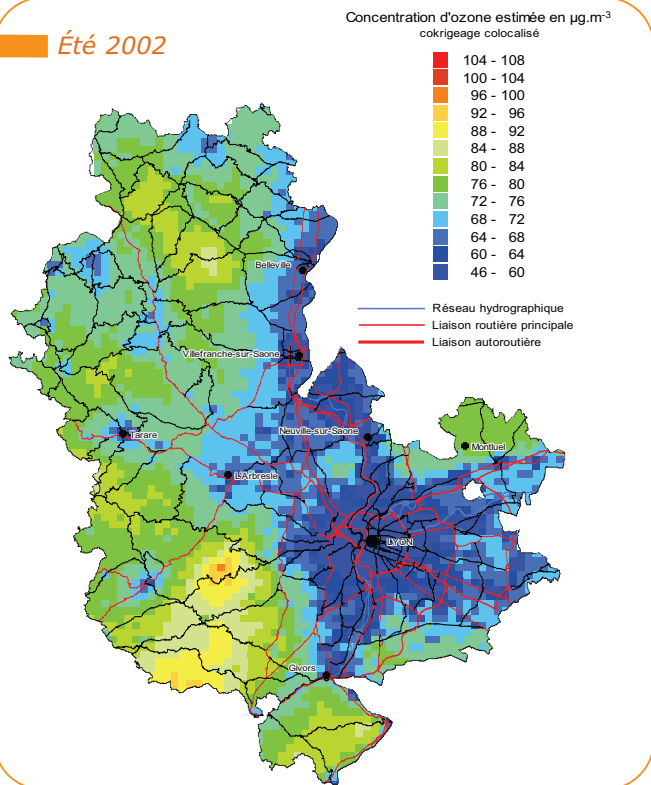 Été 2002
Concentration d'ozone estimée en µg.m-3
cokrigeage colocalisé
104 - 108
100 - 104
96 - 100
92 - 96
88 - 92
84 - 88
80 - 84
76 - 80
72 - 76
68 - 72
64 - 68
60 - 64
46 - 60
Réseau hydrographique
Liaison routière principale
Liaison autoroutière
Belleville
Villefranche-sur-Saone
Neuville-sur-Saone
Tarare
Montluel
L'Arbresle
LYON
Givors